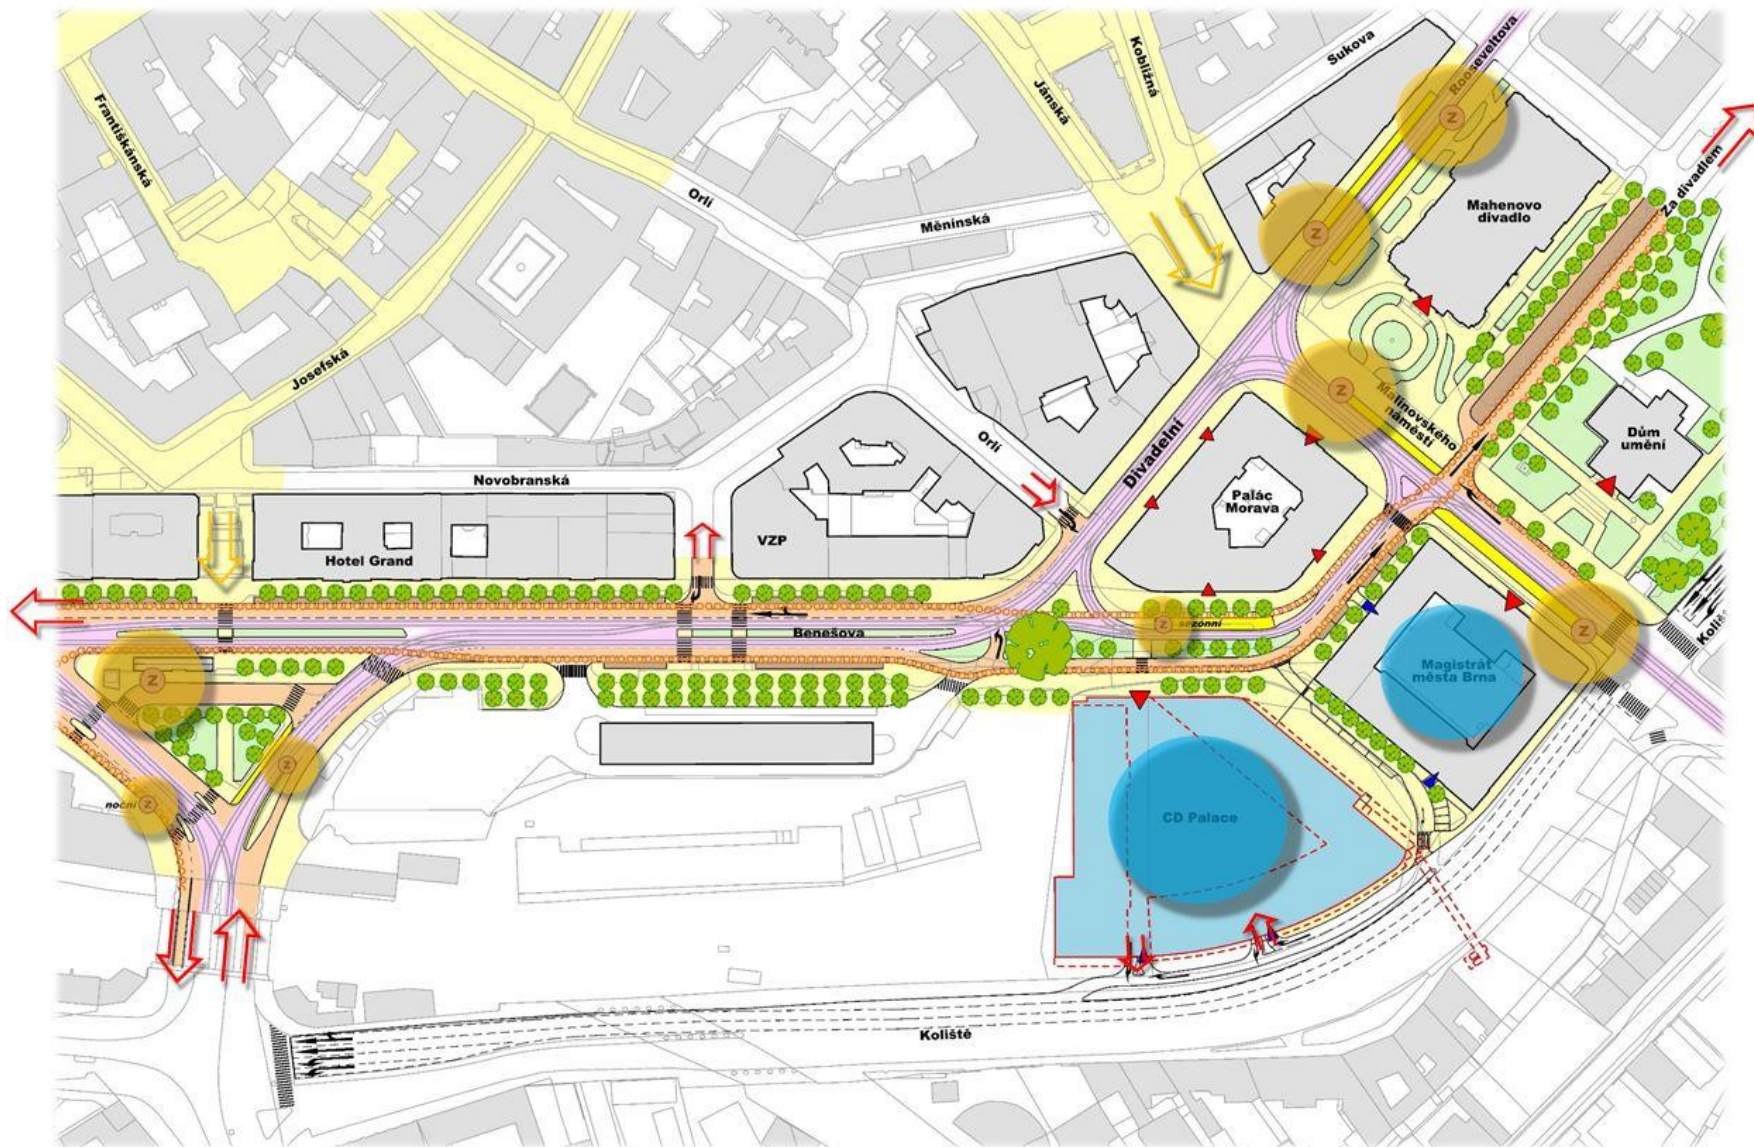 Františkánská
Josefská
Orlí
Měnínská
Jánská
Kobližná
Sukova
Rooseveltova
Z
Z
Mahenovo
divadlo
Za divadlem
Z
Malinovského
náměstí
Dům
umění
Divadelní
Orlí
Palác
Morava
Novobranská
VZP
Hotel Grand
Benešova
Z
sezónní
Z
Magistrát
města Brna
Z
Z
noční
Z
CD Palace
Koliště